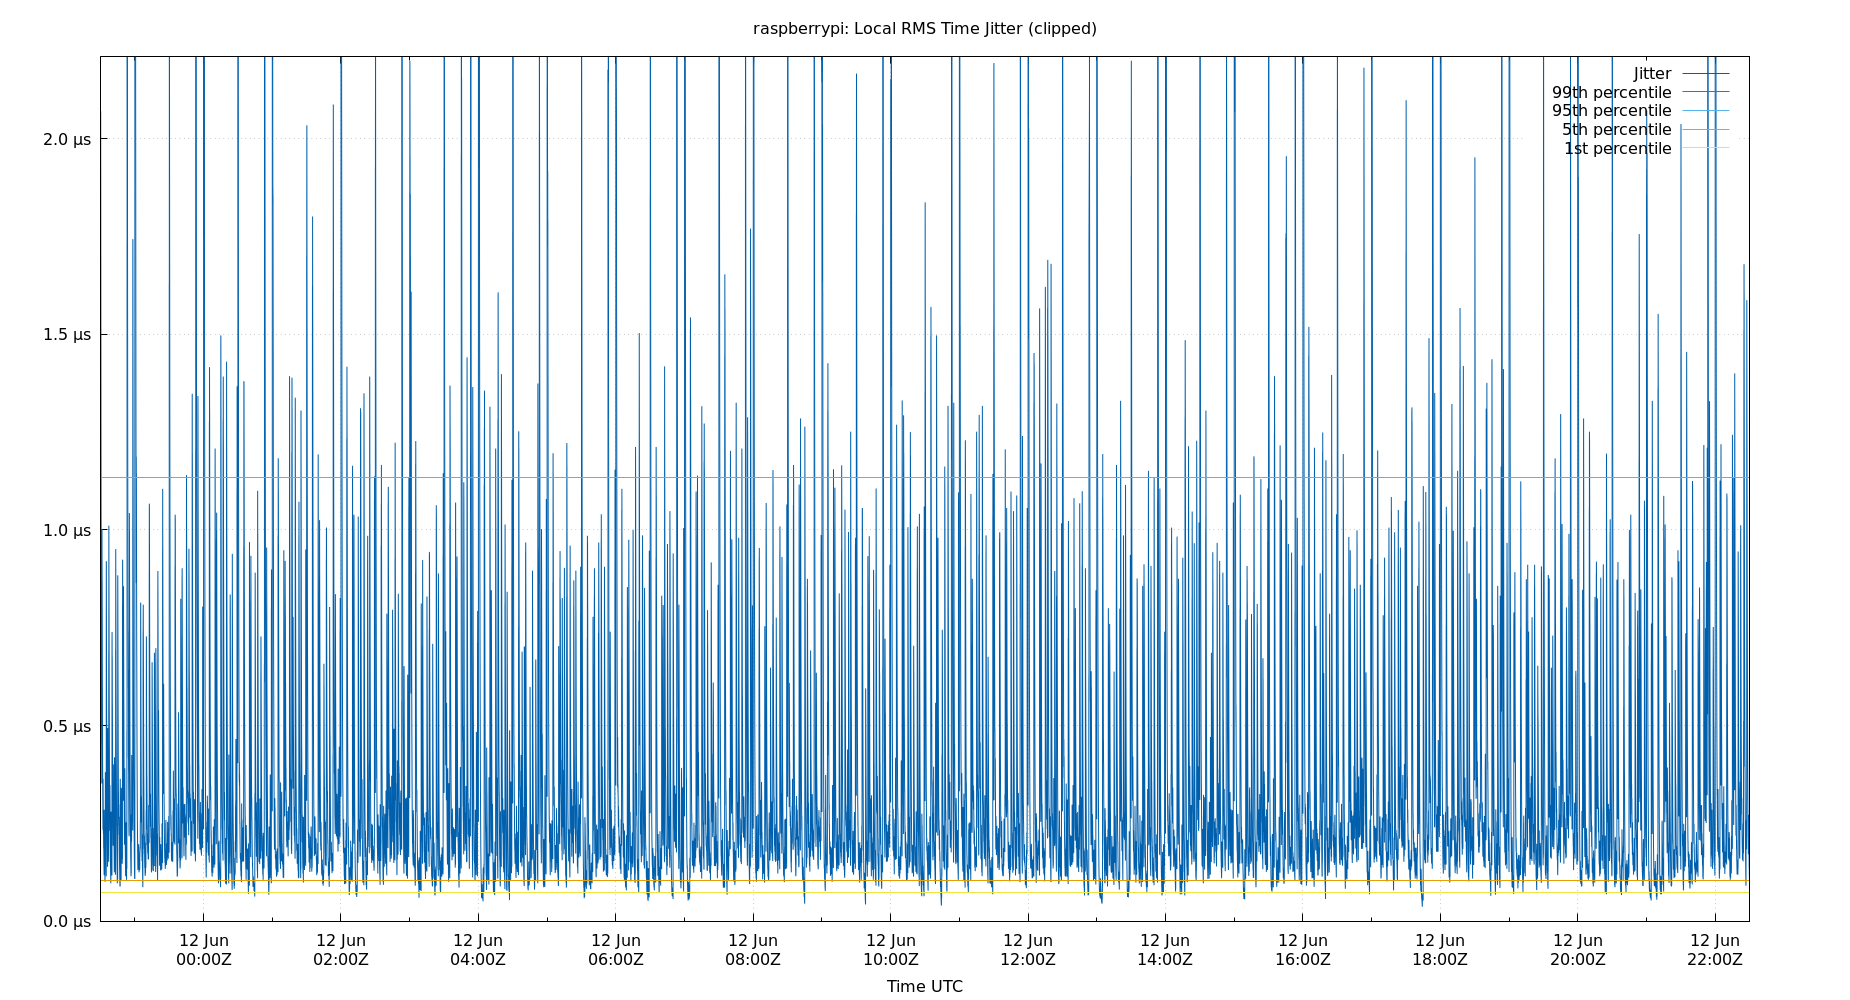 raspberrypi: Local RMS Time Jitter (clipped)
Jitter
99th percentile
95th percentile
5th percentile
1st percentile
2.0 µs
1.5 µs
1.0 µs
0.5 µs
0.0 µs
12 Jun 12 Jun 12 Jun 12 Jun 12 Jun 12 Jun 12 Jun 12 Jun 12 Jun 12 Jun 12 Jun 12 Jun
00:00Z 02:00Z 04:00Z 06:00Z 08:00Z 10:00Z 12:00Z 14:00Z 16:00Z 18:00Z 20:00Z 22:00Z
Time UTC